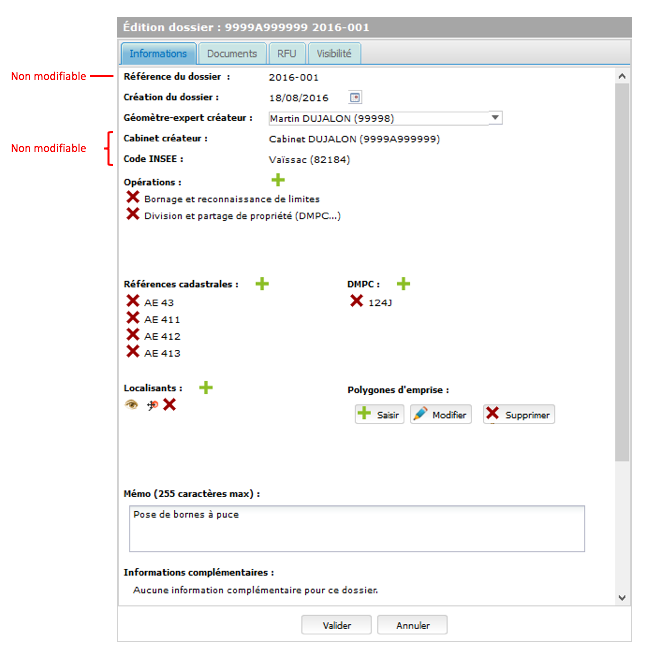 Édition dossier : 9999A999999 2016-001
Informations Documents RFU Visibilité
Non modifiable
Référence du dossier : 2016-001
Création du dossier : 18/08/2016
Géomètre-expert créateur : Martin DUJALON (99998)
Non modifiable
Cabinet créateur : Cabinet DUJALON (9999A999999)
Code INSEE : Vaïssac (82184)
Opérations :
Bornage et reconnaissance de limites
Division et partage de propriété (DMPC...)
Références cadastrales : DMPC :
AE 43 124J
AE 411
AE 412
AE 413
Localisants : Polygones d'emprise :
Saisir Modifier Supprimer
Mémo (255 caractères max) :
Pose de bornes à puce
Informations complémentaires :
Aucune information complémentaire pour ce dossier.
Valider Annuler